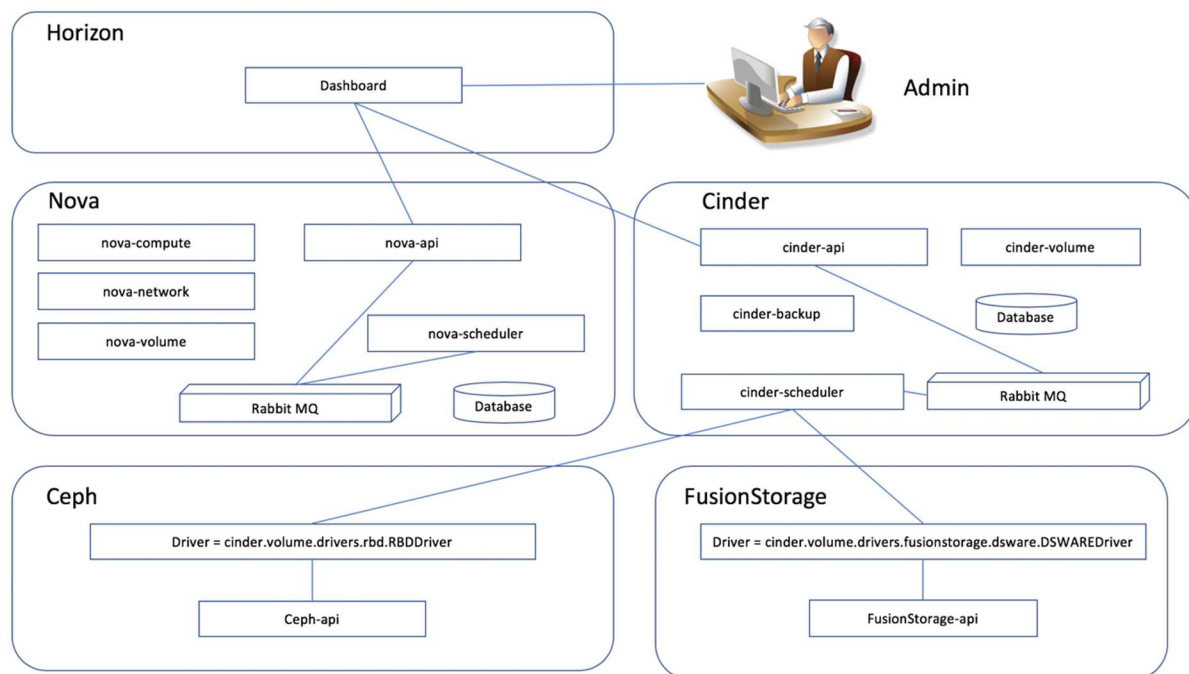 Horizon
Dashboard
Admin
Nova
nova-compute
nova-api
nova-network
nova-volume
nova-scheduler
Rabbit MQ
Database
Cinder
cinder-api
cinder-volume
cinder-backup
Database
cinder-scheduler
Rabbit MQ
Ceph
Driver = cinder.volume.drivers.rbd.RBDDriver
Ceph-api
FusionStorage
Driver = cinder.volume.drivers.fusionstorage.dsware.DSWAREDriver
FusionStorage-api